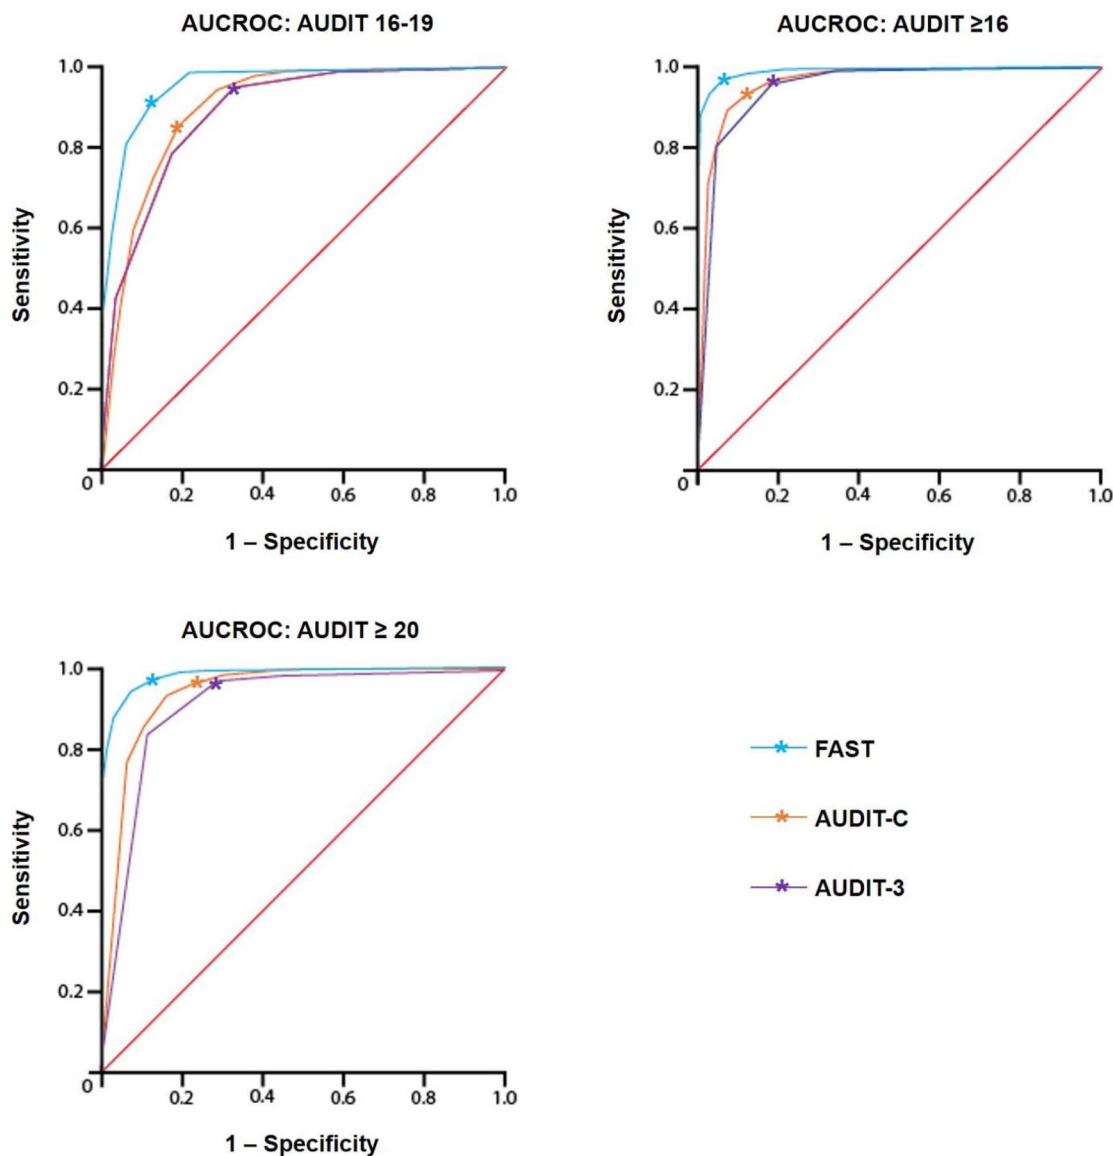 AUCROC: AUDIT 16-19
1.0
0.8
0.6
0.4
0.2
0
0.2 0.4 0.6 0.8 1.0
Sensitivity
1 – Specificity
AUCROC: AUDIT ≥16
1.0
0.8
0.6
0.4
0.2
0
0.2 0.4 0.6 0.8 1.0
Sensitivity
1 – Specificity
AUCROC: AUDIT ≥ 20
1.0
0.8
0.6
0.4
0.2
0
0.2 0.4 0.6 0.8 1.0
Sensitivity
1 – Specificity
FAST
AUDIT-C
AUDIT-3